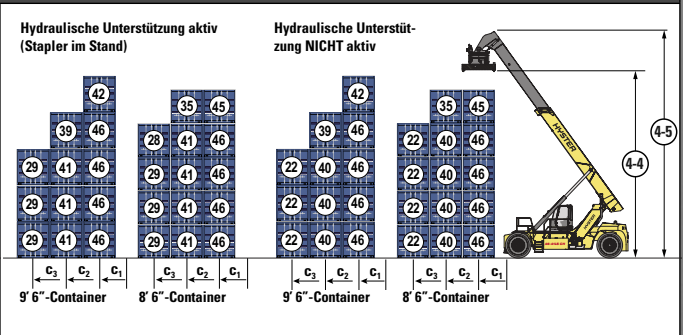 Hydraulische Unterstützung aktiv
(Stapler im Stand)
42
39 46
29 41 46
29 41 46
29 41 46
c3 c2 c1
9' 6"-Container
35 45
28 41 46
29 41 46
29 41 46
29 41 46
c3 c2 c1
8' 6"-Container
Hydraulische Unterstüt-
zung NICHT aktiv
42
39 46
22 40 46
22 40 46
22 40 46
c3 c2 c1
9' 6"-Container
35 45
22 40 46
22 40 46
22 40 46
22 40 46
c3 c2 c1
8' 6"-Container
HYSTER
HYSTER
4-4
4-5